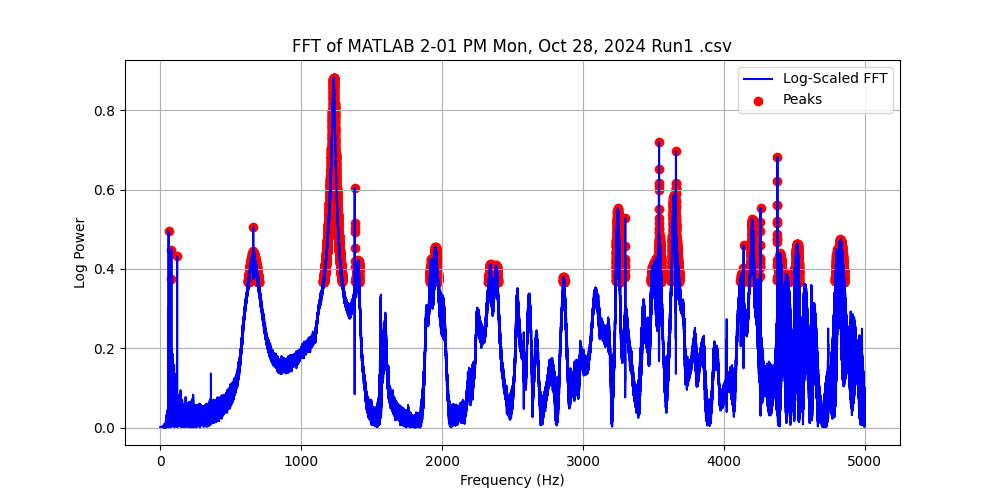 FFT of MATLAB 2-01 PM Mon, Oct 28, 2024 Run1 .csv
Log-Scaled FFT
Peaks
0.8
0.6
0.4
0.2
0.0
Log Power
0 1000 2000 3000 4000 5000
Frequency (Hz)